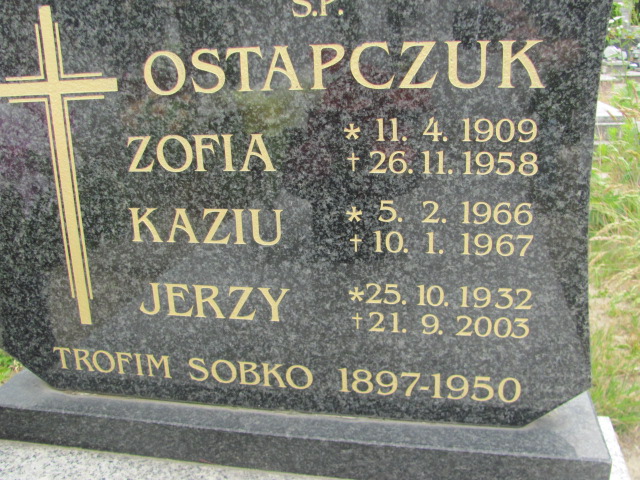 Ś.P.
OSTAPCZUK
ZOFIA * 11. 4. 1909
† 26. 11. 1958
KAZIU * 5. 2. 1966
† 10. 1. 1967
JERZY * 25. 10. 1932
† 21. 9. 2003
TROFIM SOBKO 1897-1950